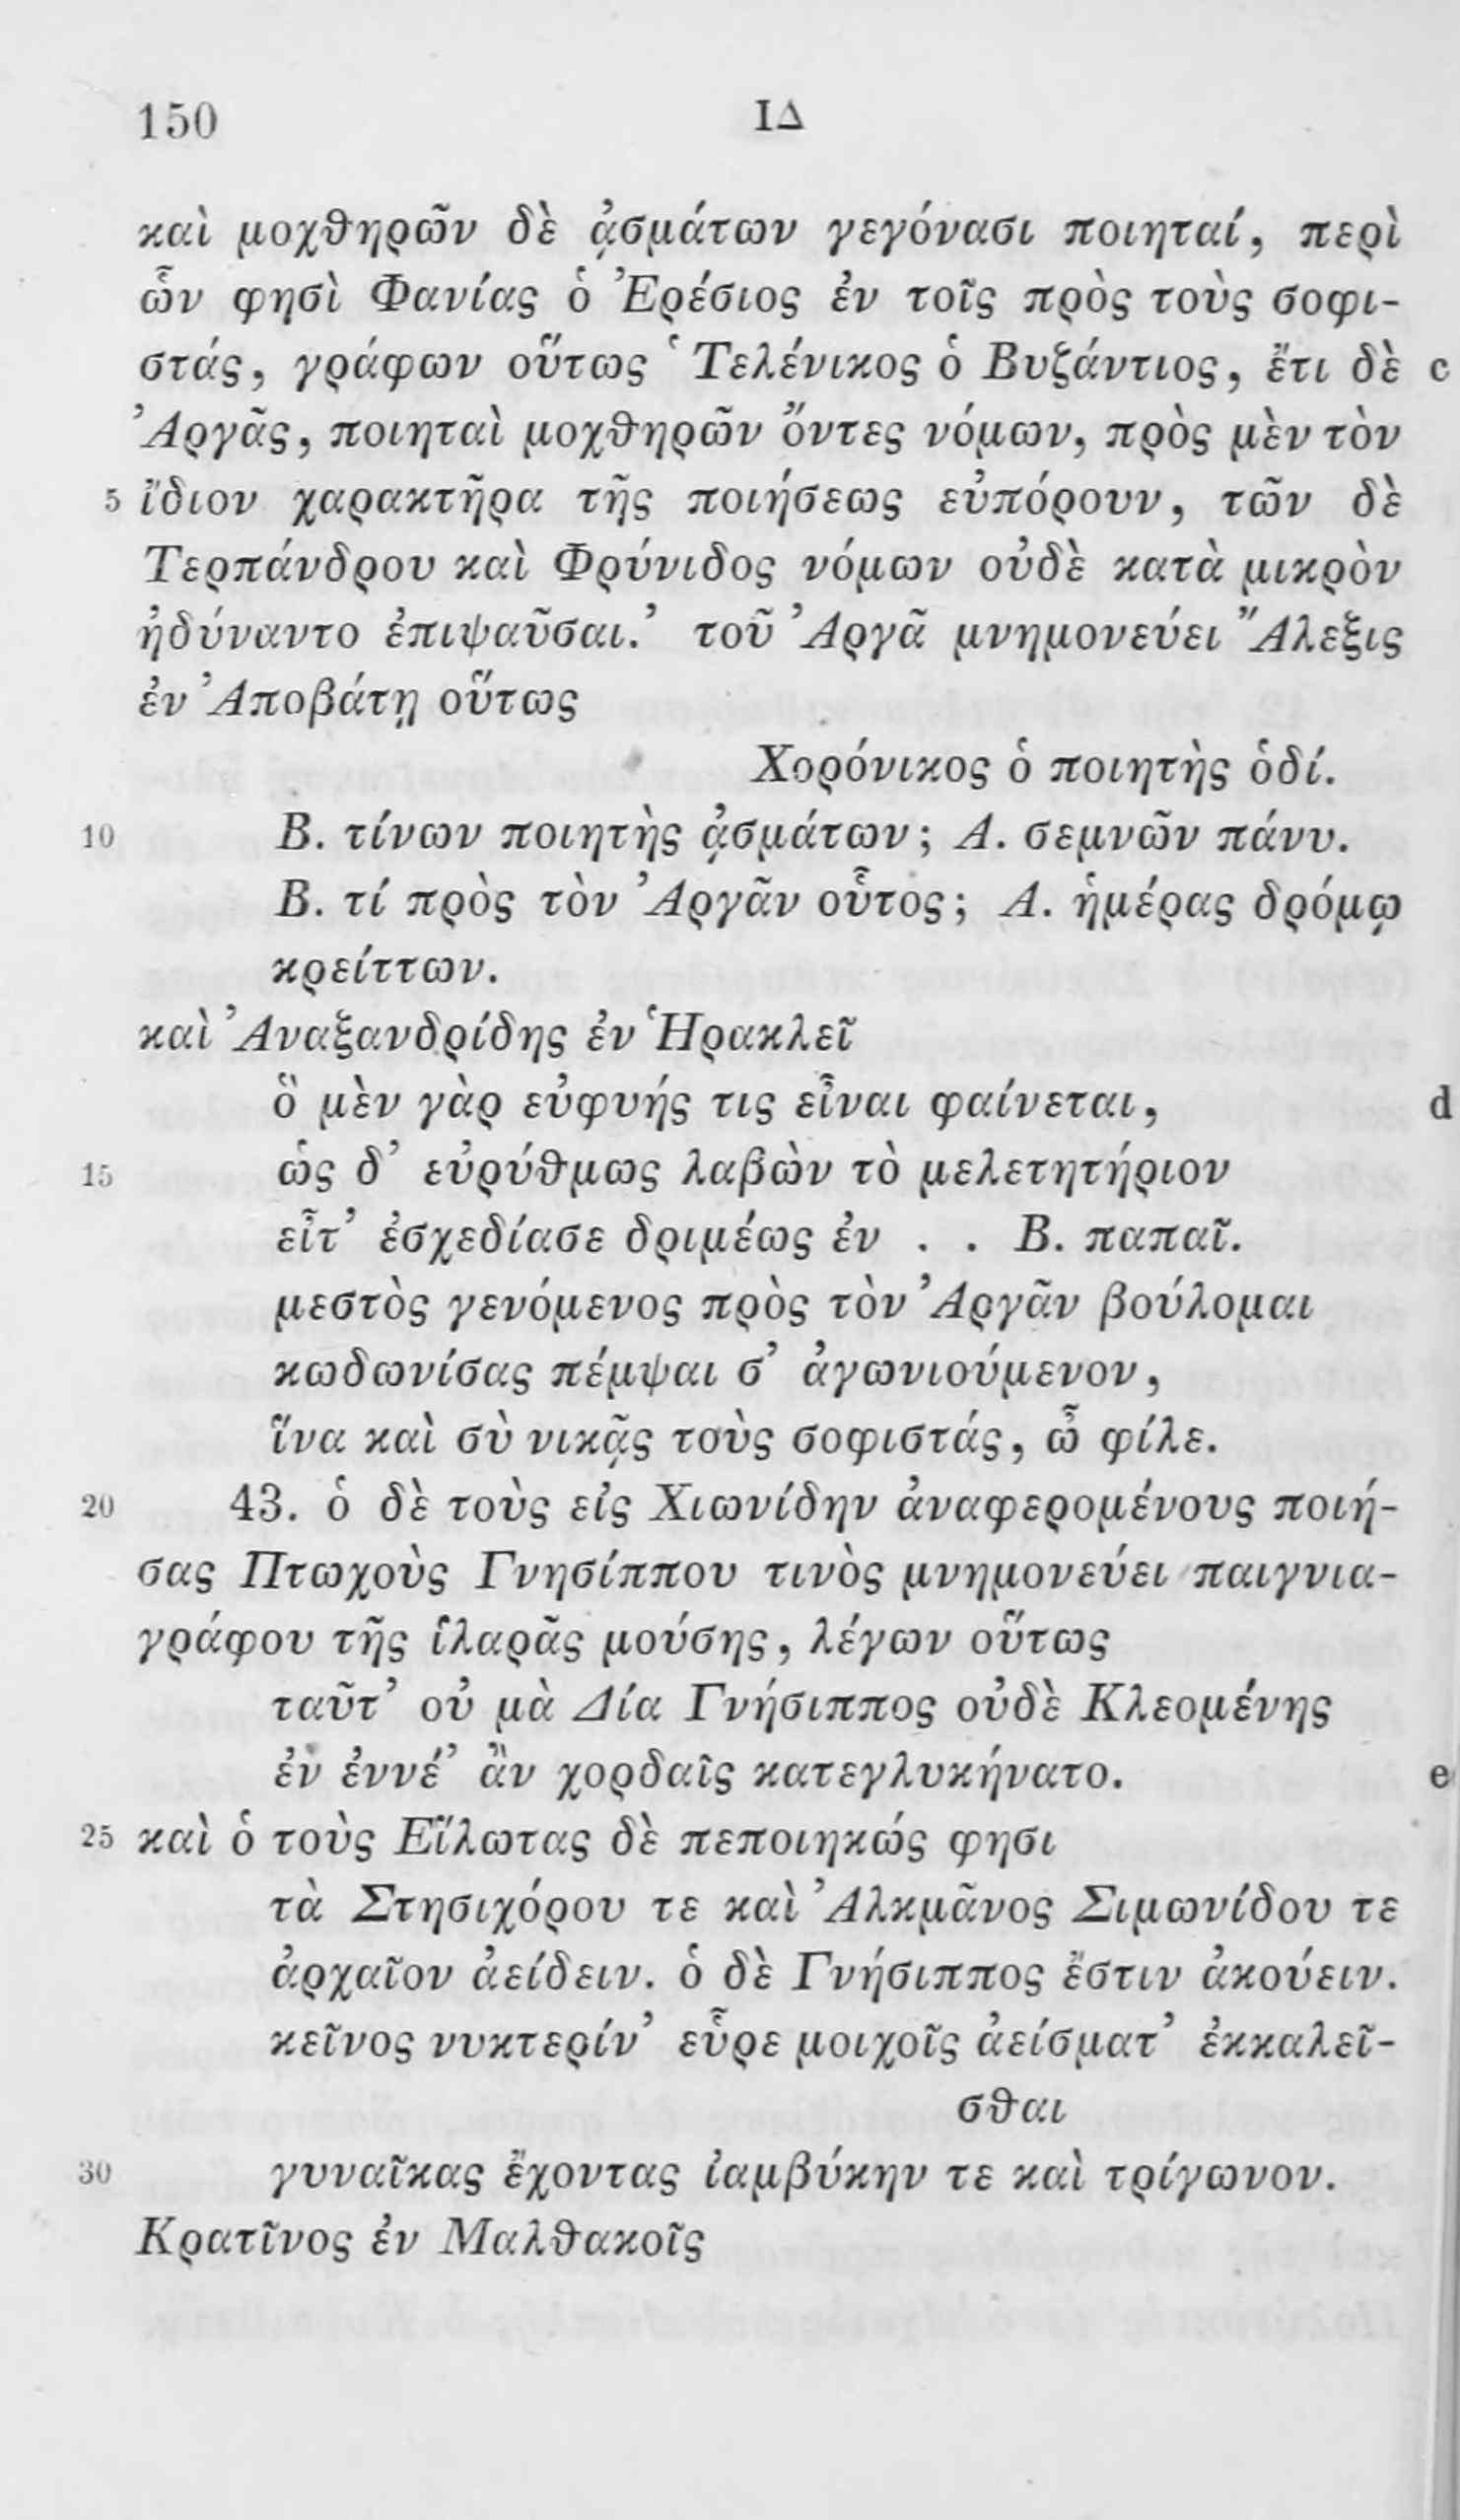 150 ΙΔ
καὶ μοχθηρῶν δὲ ᾀσμάτων γεγόνασι ποιηταί, περὶ
ὧν φησὶ Φανίας ὁ Ἐρέσιος ἐν τοῖς πρὸς τοὺς σοφι-
στάς, γράφων οὕτως ‘Τελένικος ὁ Βυζάντιος, ἔτι δὲ c
Ἀργᾶς, ποιηταὶ μοχθηρῶν ὄντες νόμων, πρὸς μὲν τὸν
5 ἴδιον χαρακτῆρα τῆς ποιήσεως εὐπόρουν, τῶν δὲ
Τερπάνδρου καὶ Φρύνιδος νόμων οὐδὲ κατὰ μικρὸν
ἠδύναντο ἐπιψαῦσαι.’ τοῦ Ἀργᾶ μνημονεύει Ἄλεξις
ἐν Ἀποβάτῃ οὕτως
Χορόνικος ὁ ποιητὴς ὁδί.
10 Β. τίνων ποιητὴς ᾀσμάτων; Α. σεμνῶν πάνυ.
Β. τί πρὸς τὸν Ἀργᾶν οὗτος; Α. ἡμέρας δρόμῳ
κρείττων.
καὶ Ἀναξανδρίδης ἐν Ἡρακλεῖ
ὃ μὲν γὰρ εὐφυής τις εἶναι φαίνεται, d
15 ὡς δ’ εὐρύθμως λαβὼν τὸ μελετητήριον
εἶτ’ ἐσχεδίασε δριμέως ἐν . . Β. παπαῖ.
μεστὸς γενόμενος πρὸς τὸν Ἀργᾶν βούλομαι
κωδωνίσας πέμψαι σ’ ἀγωνιούμενον,
ἵνα καὶ σὺ νικᾷς τοὺς σοφιστάς, ὦ φίλε.
20 43. ὁ δὲ τοὺς εἰς Χιωνίδην ἀναφερομένους ποιή-
σας Πτωχοὺς Γνησίππου τινὸς μνημονεύει παιγνια-
γράφου τῆς ἱλαρᾶς μούσης, λέγων οὕτως
ταῦτ’ οὐ μὰ Δία Γνήσιππος οὐδὲ Κλεομένης
ἐν ἐννέ’ ἂν χορδαῖς κατεγλυκήνατο. e
25 καὶ ὁ τοὺς Εἵλωτας δὲ πεποιηκώς φησι
τὰ Στησιχόρου τε καὶ Ἀλκμᾶνος Σιμωνίδου τε
ἀρχαῖον ἀείδειν. ὁ δὲ Γνήσιππος ἔστιν ἀκούειν.
κεῖνος νυκτερίν’ εὗρε μοιχοῖς ἀείσματ’ ἐκκαλεῖ-
σθαι
30 γυναῖκας ἔχοντας ἰαμβύκην τε καὶ τρίγωνον.
Κρατῖνος ἐν Μαλθακοῖς